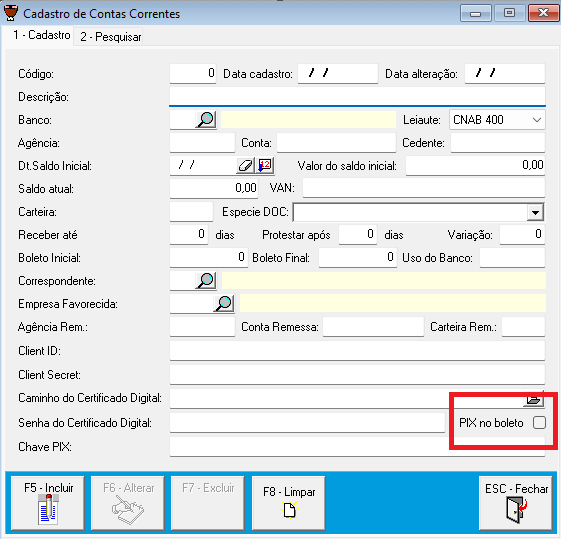 Cadastro de Contas Correntes
1 - Cadastro 2 - Pesquisar
Código: 0 Data cadastro: / / Data alteração: / /
Descrição:
Banco: Leiaute: CNAB 400
Agência: Conta: Cedente:
Dt.Saldo Inicial: / / Valor do saldo inicial: 0,00
Saldo atual: 0,00 VAN:
Carteira: Especie DOC:
Receber até 0 dias Protestar após 0 dias Variação: 0
Boleto Inicial: 0 Boleto Final: 0 Uso do Banco:
Correspondente:
Empresa Favorecida:
Agência Rem.: Conta Remessa: Carteira Rem.:
Client ID:
Client Secret:
Caminho do Certificado Digital:
Senha do Certificado Digital: PIX no boleto
Chave PIX:
F5 - Incluir F6 - Alterar F7 - Excluir F8 - Limpar ESC - Fechar